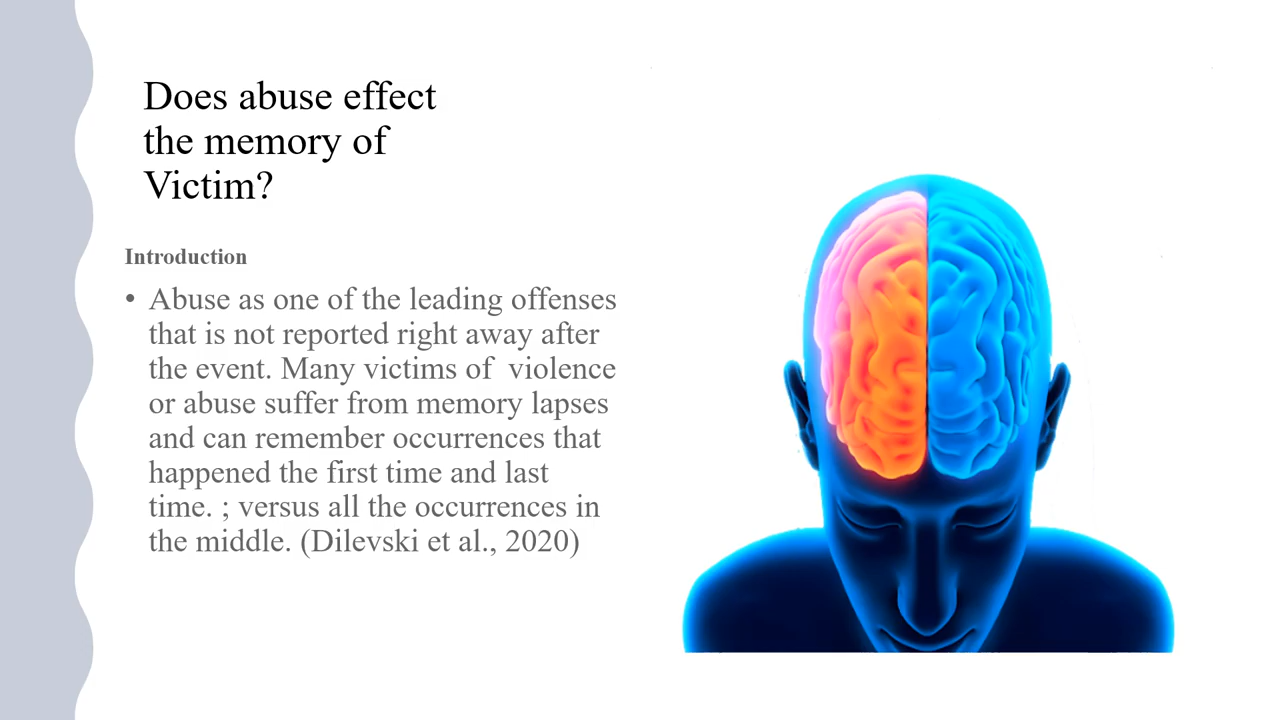 Does abuse effect
the memory of
Victim?
Introduction
• Abuse as one of the leading offenses
that is not reported right away after
the event. Many victims of  violence
or abuse suffer from memory lapses
and can remember occurrences that
happened the first time and last
time. ; versus all the occurrences in
the middle. (Dilevski et al., 2020)